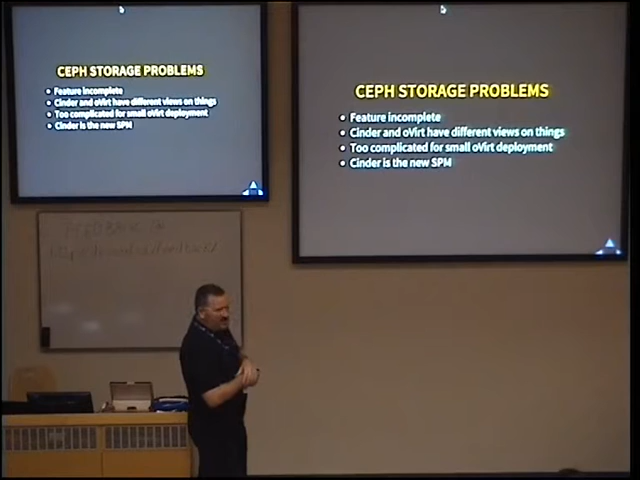 CEPH STORAGE PROBLEMS
• Feature incomplete
• Cinder and oVirt have different views on things
• Too complicated for small oVirt deployment
• Cinder is the new SPM
CEPH STORAGE PROBLEMS
• Feature incomplete
• Cinder and oVirt have different views on things
• Too complicated for small oVirt deployment
• Cinder is the new SPM